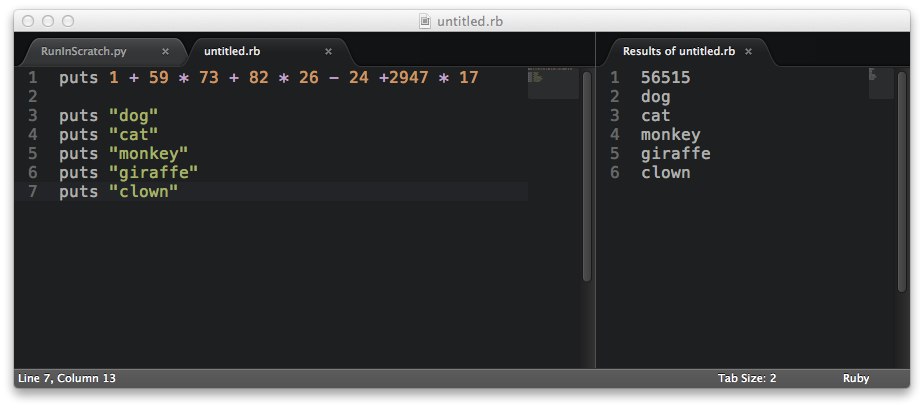 untitled.rb
RunInScratch.py × untitled.rb ×
1 puts 1 + 59 * 73 + 82 * 26 - 24 +2947 * 17
2
3 puts "dog"
4 puts "cat"
5 puts "monkey"
6 puts "giraffe"
7 puts "clown"
Results of untitled.rb ×
1 56515
2 dog
3 cat
4 monkey
5 giraffe
6 clown
Line 7, Column 13 Tab Size: 2 Ruby